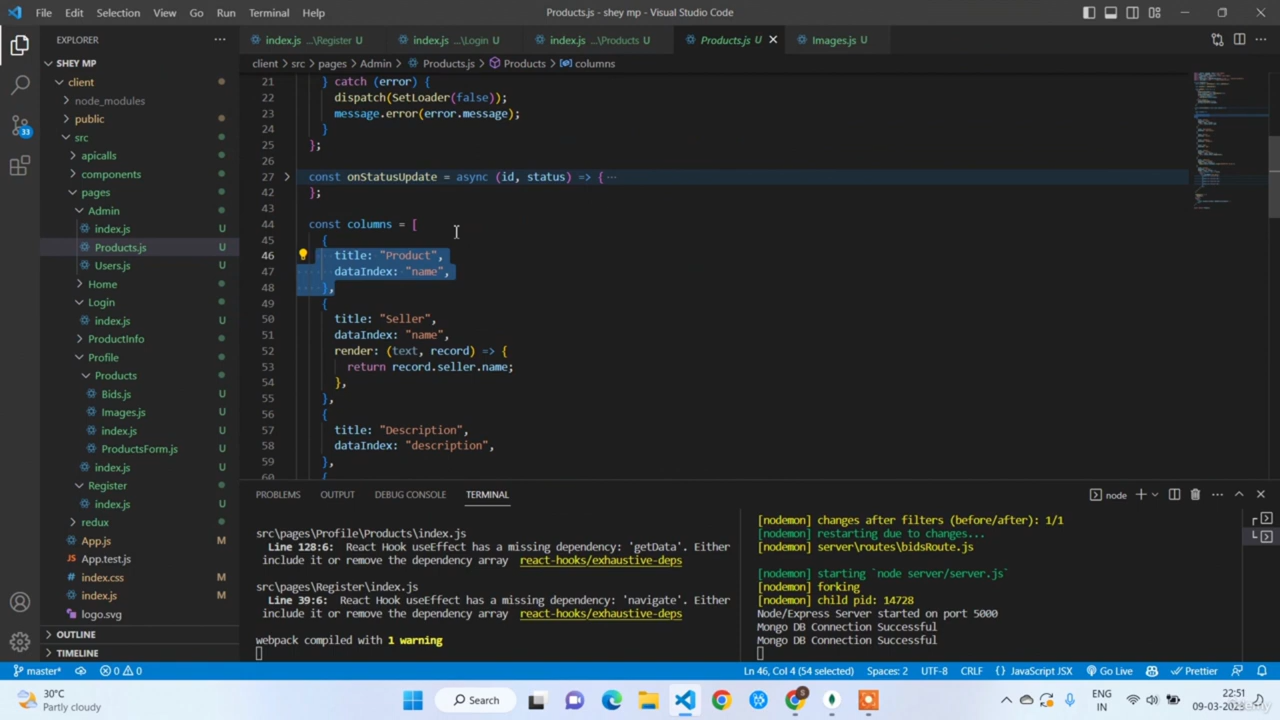 File Edit Selection View Go Run Terminal Help
Products.js - shey mp - Visual Studio Code
EXPLORER
SHEY MP
client
node_modules
public
src
apicalls
components
pages
Admin
index.js U
Products.js U
Users.js U
Home
Login
index.js U
ProductInfo
Profile
Products
Bids.js U
Images.js U
index.js U
ProductsForm.js U
index.js U
Register
index.js U
redux
App.js M
App.test.js
index.css M
index.js M
logo.svg
OUTLINE
TIMELINE
33
index.js ...\Register U
index.js ...\Login U
index.js ...\Products U
Products.js U
Images.js U
client > src > pages > Admin > Products.js > Products > columns
21 } catch (error) {
22 dispatch(SetLoader(false));
23 message.error(error.message);
24 }
25 };
26
27 const onStatusUpdate = async (id, status) => { ···
42 };
43
44 const columns = [
45 {
46 title: "Product",
47 dataIndex: "name",
48 },
49 {
50 title: "Seller",
51 dataIndex: "name",
52 render: (text, record) => {
53 return record.seller.name;
54 },
55 },
56 {
57 title: "Description",
58 dataIndex: "description",
59 },
60 {
PROBLEMS OUTPUT DEBUG CONSOLE TERMINAL
node
src\pages\Profile\Products\index.js
Line 128:6: React Hook useEffect has a missing dependency: 'getData'. Either
include it or remove the dependency array react-hooks/exhaustive-deps
src\pages\Register\index.js
Line 39:6: React Hook useEffect has a missing dependency: 'navigate'. Either
include it or remove the dependency array react-hooks/exhaustive-deps
webpack compiled with 1 warning
[nodemon] changes after filters (before/after): 1/1
[nodemon] restarting due to changes...
[nodemon] server\routes\bidsRoute.js
[nodemon] starting `node server/server.js`
[nodemon] forking
[nodemon] child pid: 14728
Node/Express Server started on port 5000
Mongo DB Connection Successful
Mongo DB Connection Successful
master* 0 0 Ln 46, Col 4 (54 selected) Spaces: 2 UTF-8 CRLF {} JavaScript JSX Go Live Prettier
30°C
Partly cloudy
Search
ENG
IN
22:51
09-03-2023